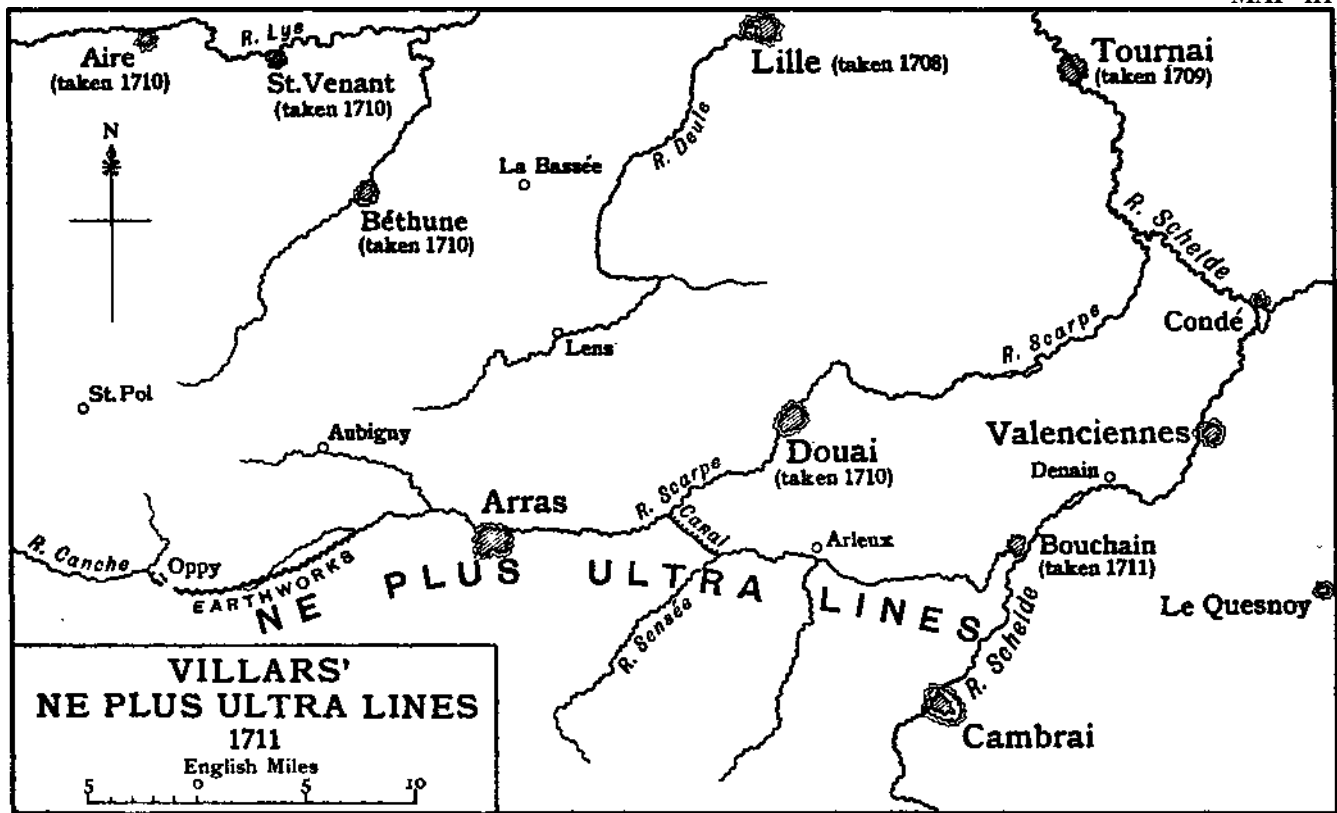 MAP III
Aire
(taken 1710)
R. Lys
St. Venant
(taken 1710)
Lille (taken 1708)
Tournai
(taken 1709)
N
La Bassée
R. Deule
Béthune
(taken 1710)
R. Schelde
Condé
Lens
R. Scarpe
St. Pol
Aubigny
Douai
(taken 1710)
Valenciennes
Denain
Arras
R. Scarpe
Canal
Arleux
Bouchain
(taken 1711)
R. Canche
Oppy
EARTHWORKS
NE PLUS ULTRA LINES
Le Quesnoy
R. Sensée
R. Schelde
Cambrai
VILLARS'
NE PLUS ULTRA LINES
1711
English Miles
5 0 5 10